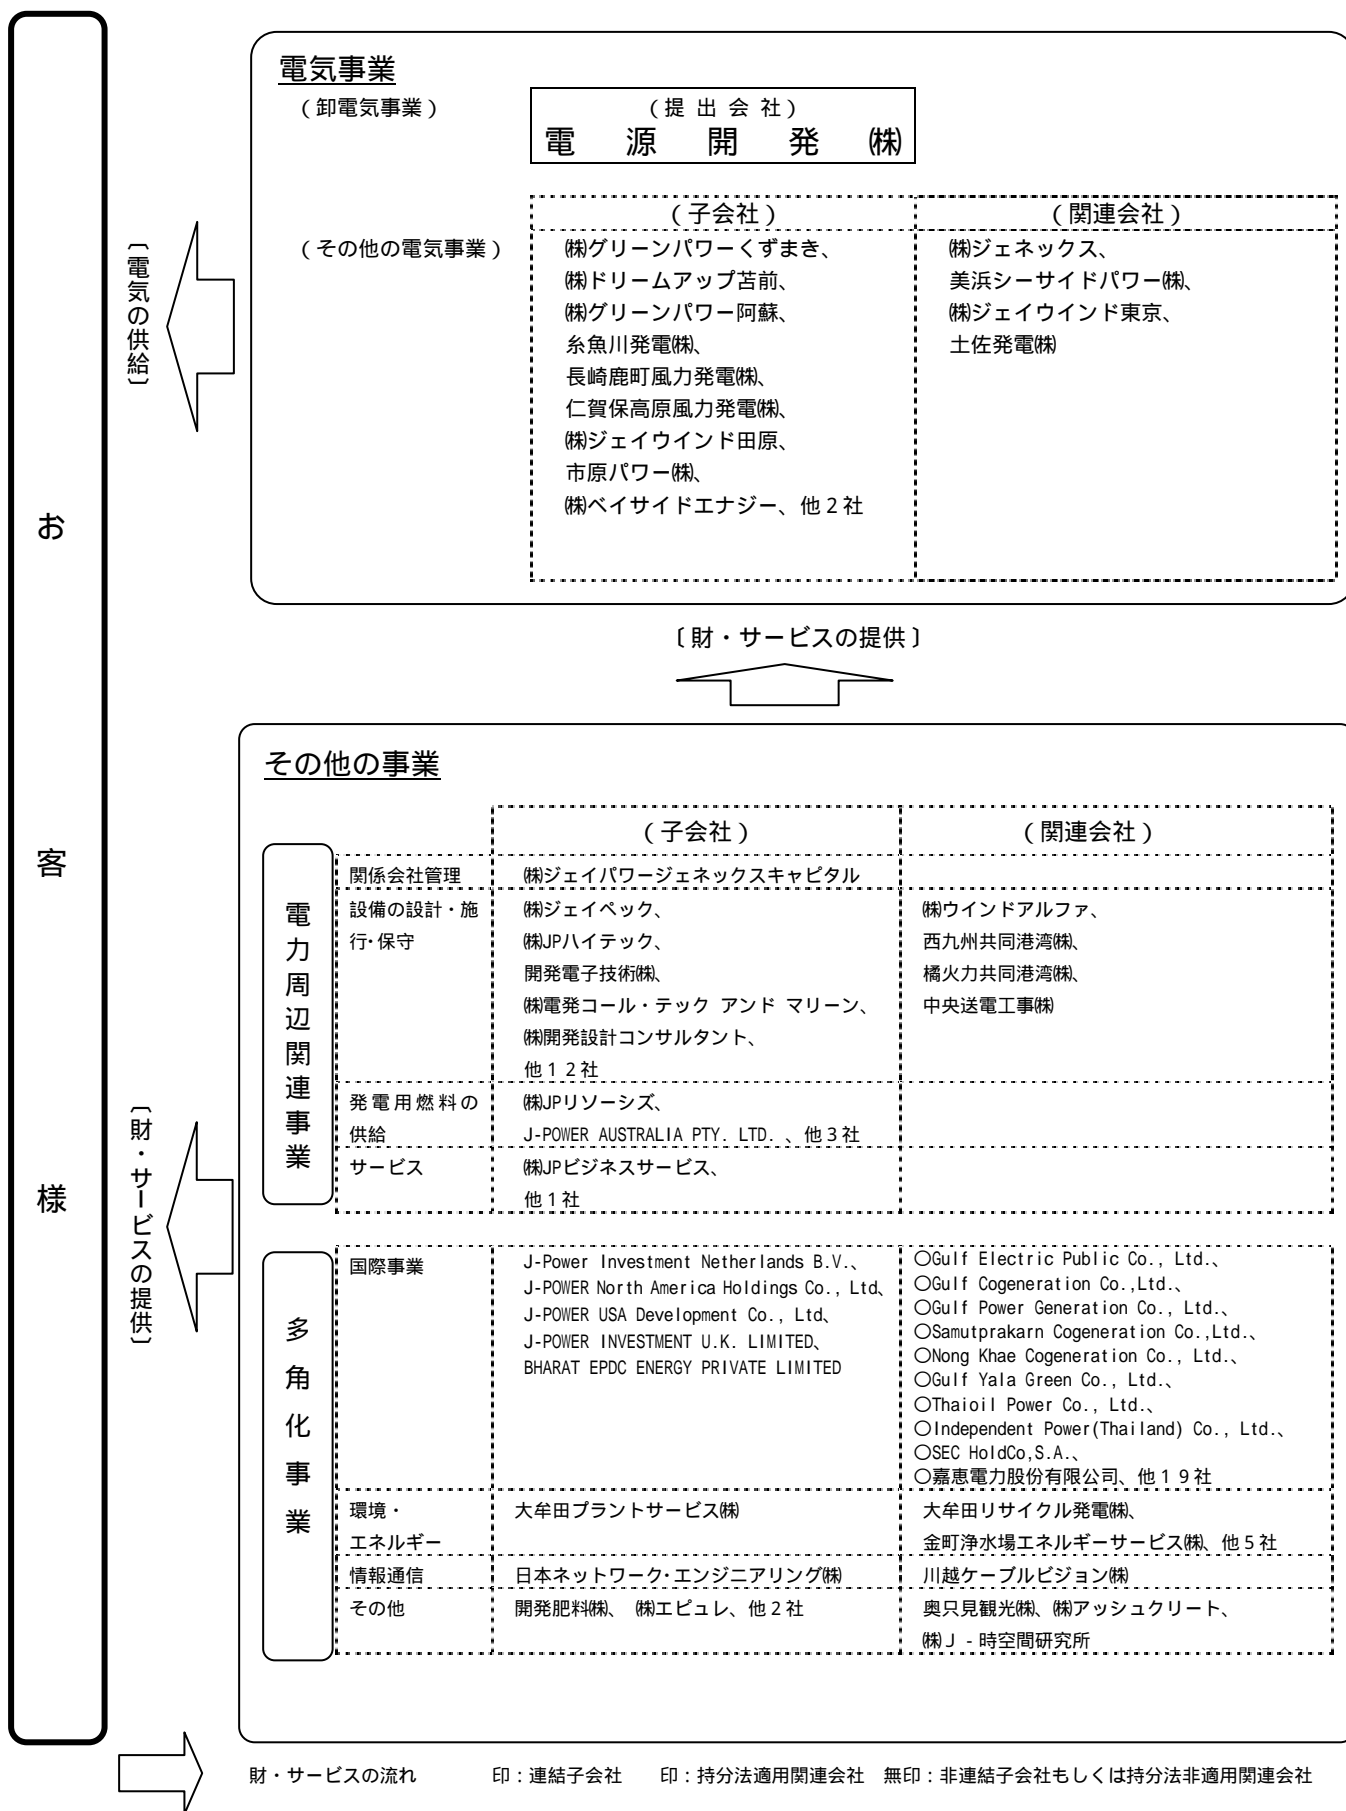 電気事業
（卸電気事業）
（提出会社）
電源開発㈱
（子会社）
（関連会社）
（その他の電気事業）
㈱グリーンパワーくずまき、
㈱ドリームアップ苫前、
㈱グリーンパワー阿蘇、
糸魚川発電㈱、
長崎鹿町風力発電㈱、
仁賀保高原風力発電㈱、
㈱ジェイウインド田原、
市原パワー㈱、
㈱ベイサイドエナジー、他２社
㈱ジェネックス、
美浜シーサイドパワー㈱、
㈱ジェイウインド東京、
土佐発電㈱
〔電気の供給〕
お客様
〔財・サービスの提供〕
その他の事業
（子会社）
（関連会社）
電力周辺関連事業
関係会社管理
㈱ジェイパワージェネックスキャピタル
設備の設計・施
行・保守
㈱ジェイペック、
㈱JPハイテック、
開発電子技術㈱、
㈱電発コール・テック アンド マリーン、
㈱開発設計コンサルタント、
他１２社
㈱ウインドアルファ、
西九州共同港湾㈱、
橘火力共同港湾㈱、
中央送電工事㈱
発電用燃料の
供給
㈱JPリソーシズ、
J-POWER AUSTRALIA PTY. LTD. 、他３社
サービス
㈱JPビジネスサービス、
他１社
〔財・サービスの提供〕
多角化事業
国際事業
J-Power Investment Netherlands B.V.、
J-POWER North America Holdings Co., Ltd、
J-POWER USA Development Co., Ltd、
J-POWER INVESTMENT U.K. LIMITED、
BHARAT EPDC ENERGY PRIVATE LIMITED
○Gulf Electric Public Co., Ltd.、
○Gulf Cogeneration Co.,Ltd.、
○Gulf Power Generation Co., Ltd.、
○Samutprakarn Cogeneration Co.,Ltd.、
○Nong Khae Cogeneration Co., Ltd.、
○Gulf Yala Green Co., Ltd.、
○Thaioil Power Co., Ltd.、
○Independent Power(Thailand) Co., Ltd.、
○SEC HoldCo,S.A.、
○嘉恵電力股份有限公司、他１９社
環境・
エネルギー
大牟田プラントサービス㈱
大牟田リサイクル発電㈱、
金町浄水場エネルギーサービス㈱、他５社
情報通信
日本ネットワーク・エンジニアリング㈱
川越ケーブルビジョン㈱
その他
開発肥料㈱、 ㈱エピュレ、他２社
奥只見観光㈱、㈱アッシュクリート、
㈱Ｊ‐時空間研究所
財・サービスの流れ　印：連結子会社　印：持分法適用関連会社　無印：非連結子会社もしくは持分法非適用関連会社